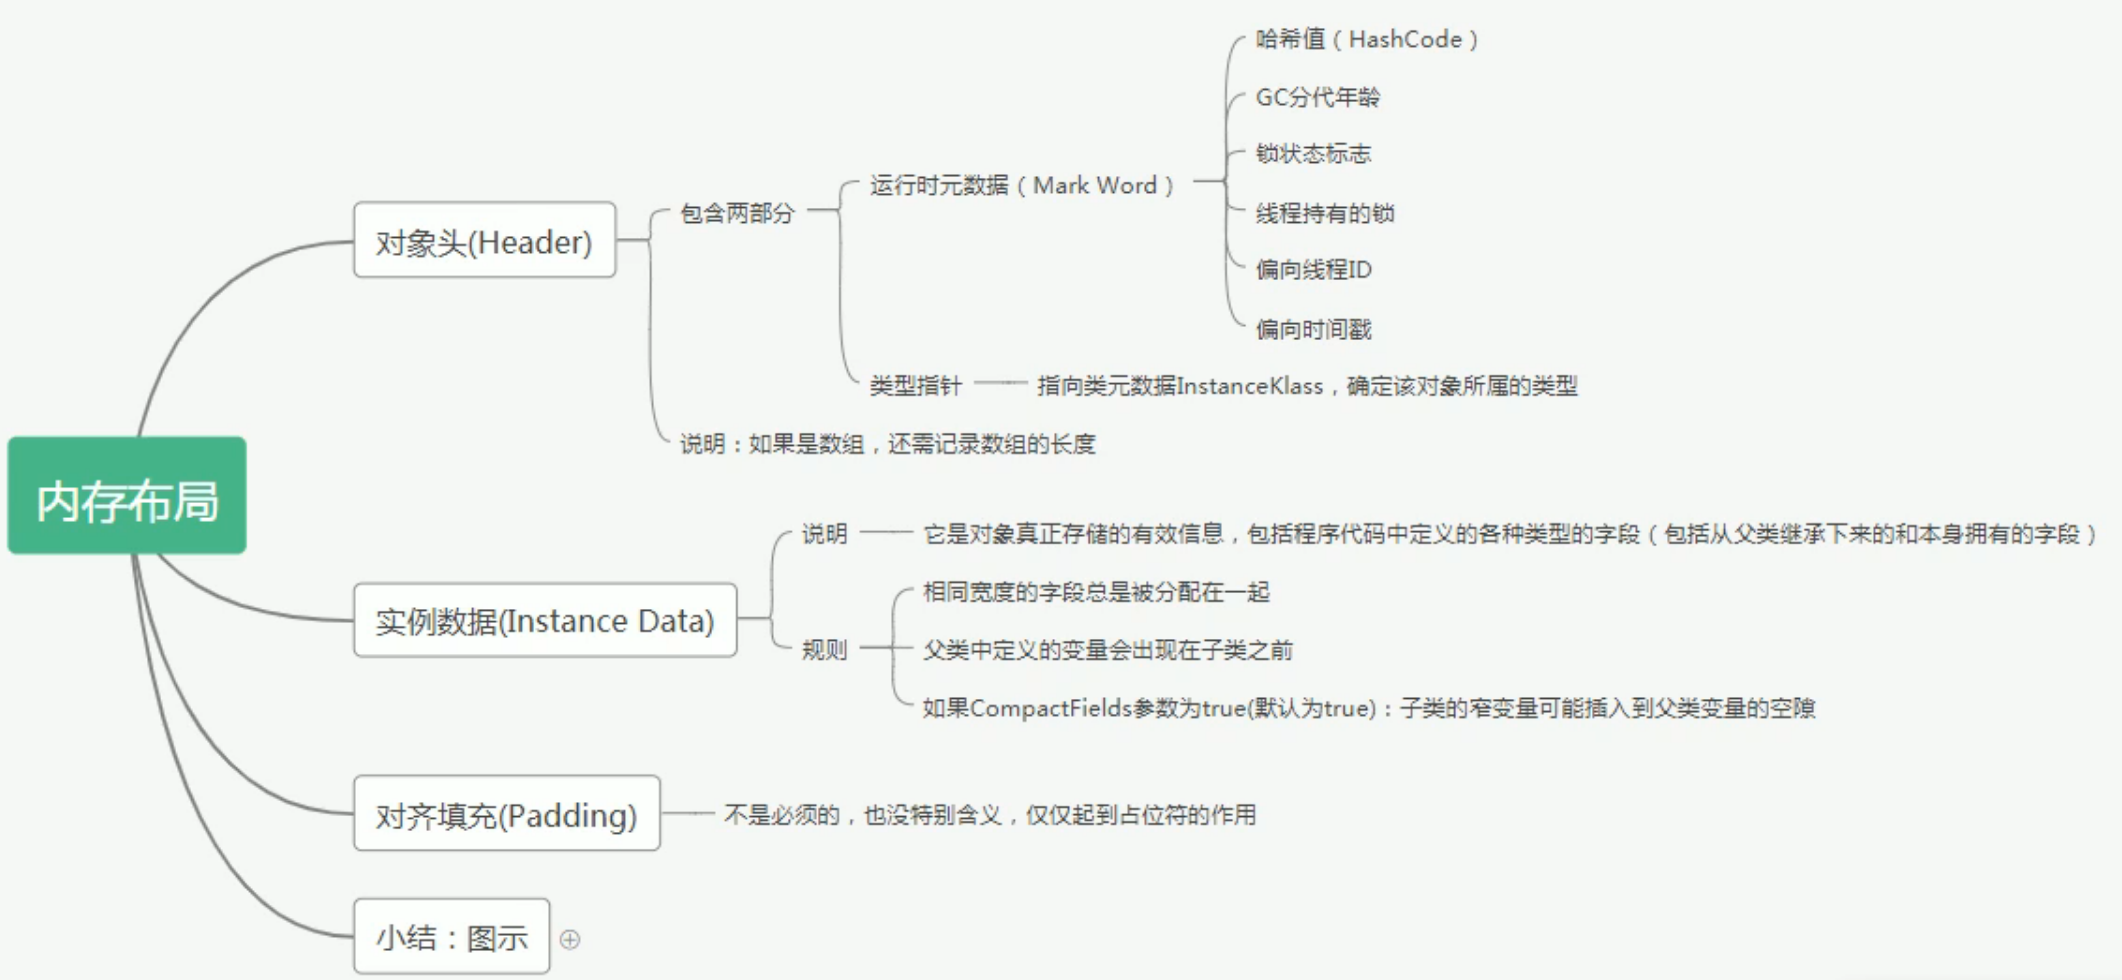 内存布局
对象头(Header)
包含两部分
运行时元数据（Mark Word）
哈希值（HashCode）
GC分代年龄
锁状态标志
线程持有的锁
偏向线程ID
偏向时间戳
类型指针
指向类元数据InstanceKlass，确定该对象所属的类型
说明：如果是数组，还需记录数组的长度
实例数据(Instance Data)
说明
它是对象真正存储的有效信息，包括程序代码中定义的各种类型的字段（包括从父类继承下来的和本身拥有的字段）
规则
相同宽度的字段总是被分配在一起
父类中定义的变量会出现在子类之前
如果CompactFields参数为true(默认为true)：子类的窄变量可能插入到父类变量的空隙
对齐填充(Padding)
不是必须的，也没特别含义，仅仅起到占位符的作用
小结：图示